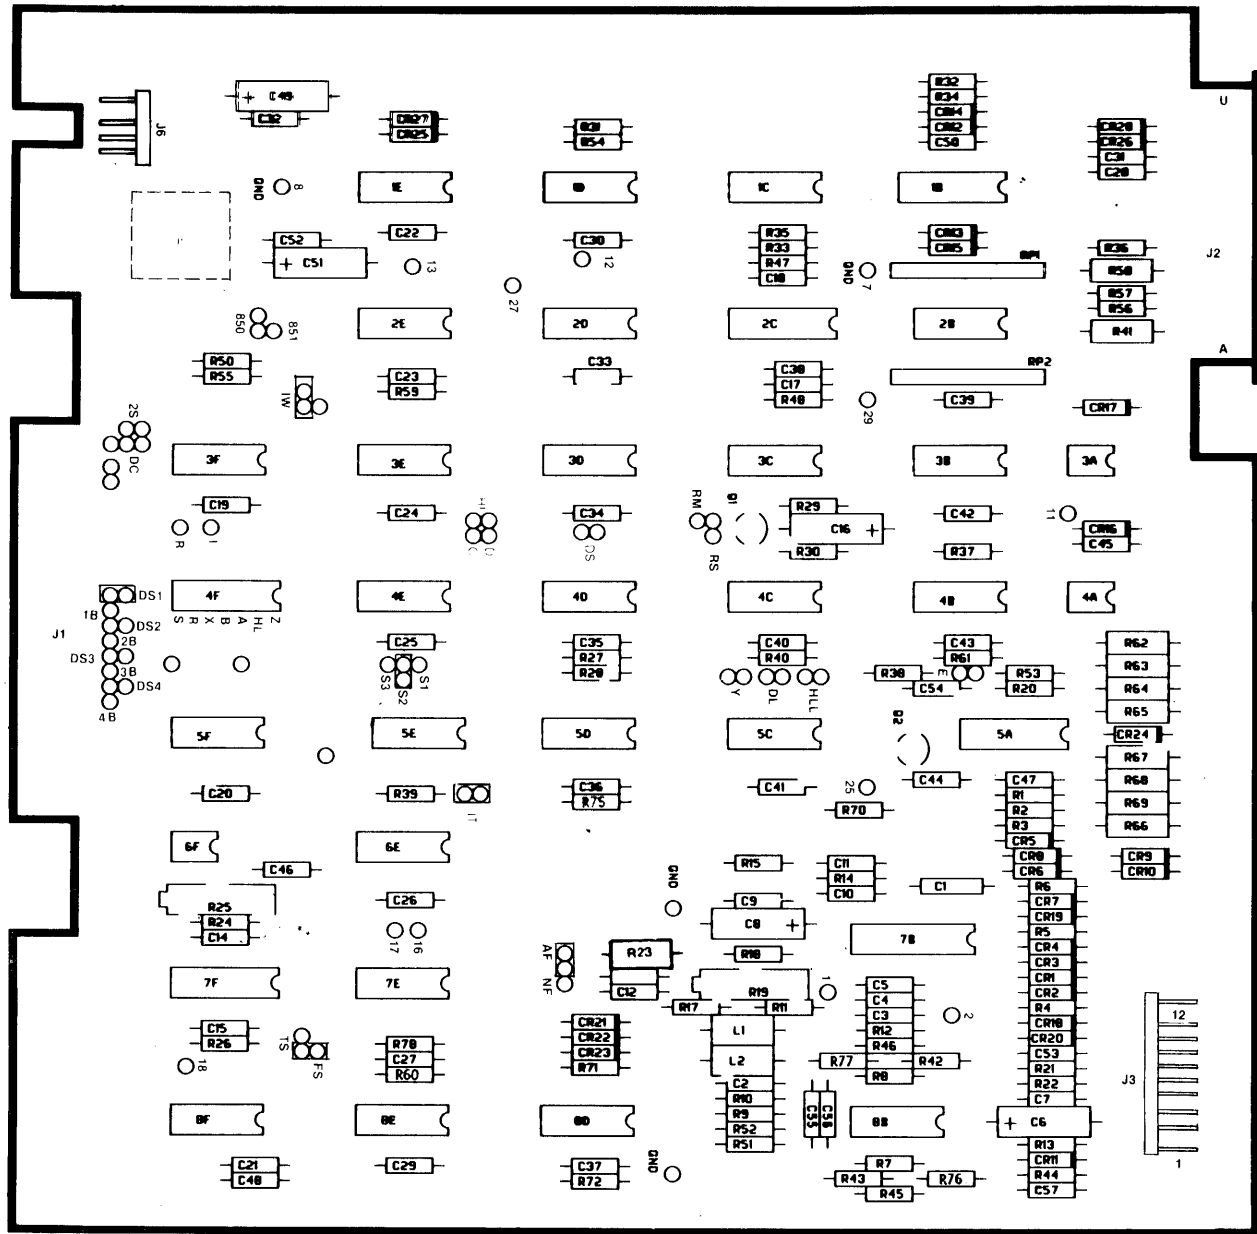 U
C49
C32
J6
CR27
CR25
R31
R54
R32
R34
CR14
CR12
C50
CR28
CR26
C31
C28
GND
8
1E
1D
1C
1B
C52
C51
C22
13
C30
12
R35
R33
R47
C18
CR13
CR15
GND
7
RP1
R36
R58
R57
R56
R41
J2
27
850
851
2E
2D
2C
2B
A
R50
R55
C23
R59
C33
C38
C17
R48
RP2
29
C39
CR17
IW
2S
DC
3F
3E
3D
3C
3B
3A
C19
R
C24
C34
DS
RM
RS
Q1
R29
C16
R30
C42
R37
11
CR16
C45
DS1
1B
DS2
2B
DS3
3B
DS4
4B
J1
4F
4E
4D
4C
4B
4A
S
R
X
B
A
HL
Z
C25
S3
S2
S1
C35
R27
R28
C40
R40
Y
DL
HLL
C43
R61
R38
E
C54
R53
R20
R62
R63
R64
R65
CR24
R67
R68
R69
R66
5F
5E
5D
5C
Q2
5A
C20
R39
IT
C36
R75
C41
25
R70
C44
C47
R1
R2
R3
CR5
CR8
CR6
CR9
CR10
6F
6E
C46
R15
C11
R14
C10
C1
R25
R24
C14
C26
17
16
GND
C9
C8
7B
R6
CR7
CR19
R5
CR4
CR3
CR1
CR2
R4
CR18
CR20
C53
R21
R22
C7
AF
NF
R23
C12
R18
R19
R17
R11
1
2
7F
7E
C5
C4
C3
R12
R46
R8
R77
R42
C15
R26
18
TS
FS
R78
C27
R60
CR21
CR22
CR23
R71
L1
L2
C2
R10
R9
R52
R51
C55
C56
12
J3
1
8F
8E
8D
8B
C6
C21
C48
C29
C37
R72
GND
R7
R43
R45
R76
R13
CR11
R44
C57